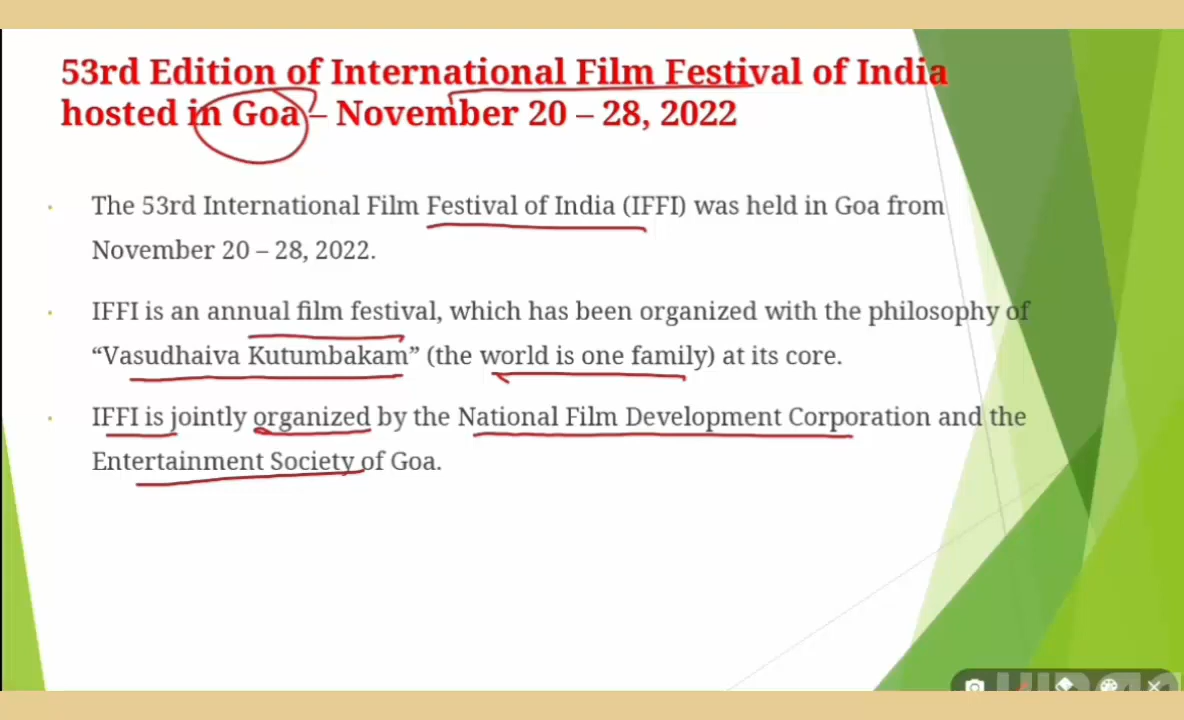 53rd Edition of International Film Festival of India
hosted in Goa – November 20 – 28, 2022
The 53rd International Film Festival of India (IFFI) was held in Goa from
November 20 – 28, 2022.
IFFI is an annual film festival, which has been organized with the philosophy of
“Vasudhaiva Kutumbakam” (the world is one family) at its core.
IFFI is jointly organized by the National Film Development Corporation and the
Entertainment Society of Goa.